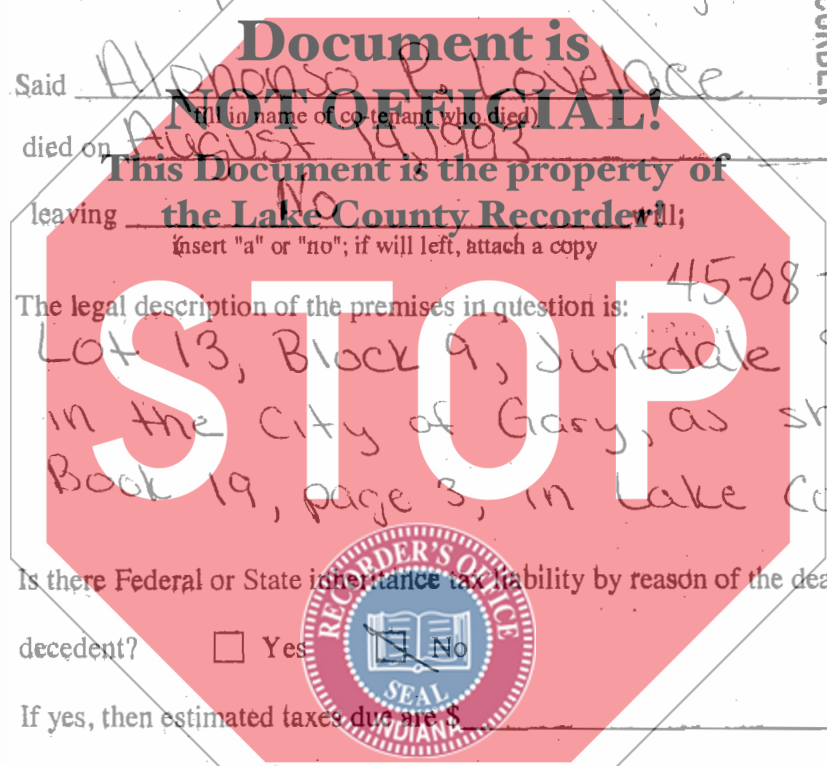 Document is
Said Alphonso P. Lovelace
NOT OFFICIAL!
fill in name of co-tenant who died)
died on August 19, 1993
This Document is the property of
leaving No will;
the Lake County Recorder!
insert "a" or "no"; if will left, attach a copy
45-08-
The legal description of the premises in question is:
STOP
Lot 13, Block 9, Junedale S
in the City of Gary, as sh
Book 19, page 3, in Lake Co
RECORDER'S OFFICE
Is there Federal or State inheritance tax liability by reason of the dea
decedent? Yes No
SEAL
If yes, then estimated taxes due are $
INDIANA